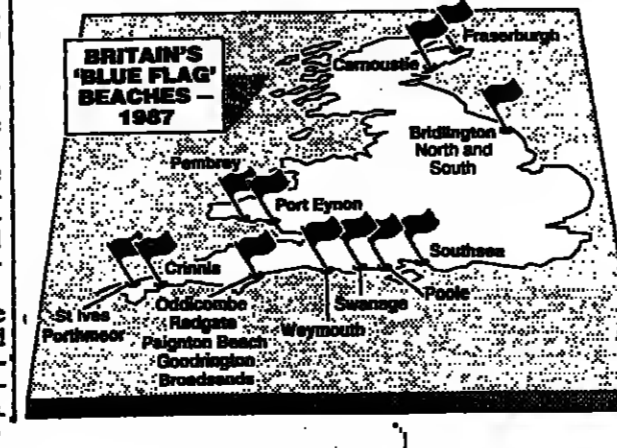 BRITAIN'S
'BLUE FLAG'
BEACHES –
1987
Fraserburgh
Carnoustie
Bridlington
North and
South
Pembrey
Port Eynon
Crinnis
Southsea
Poole
Swanage
Weymouth
St Ives
Porthmeor
Oddicombe
Redgate
Paignton Beach
Goodrington
Broadsands